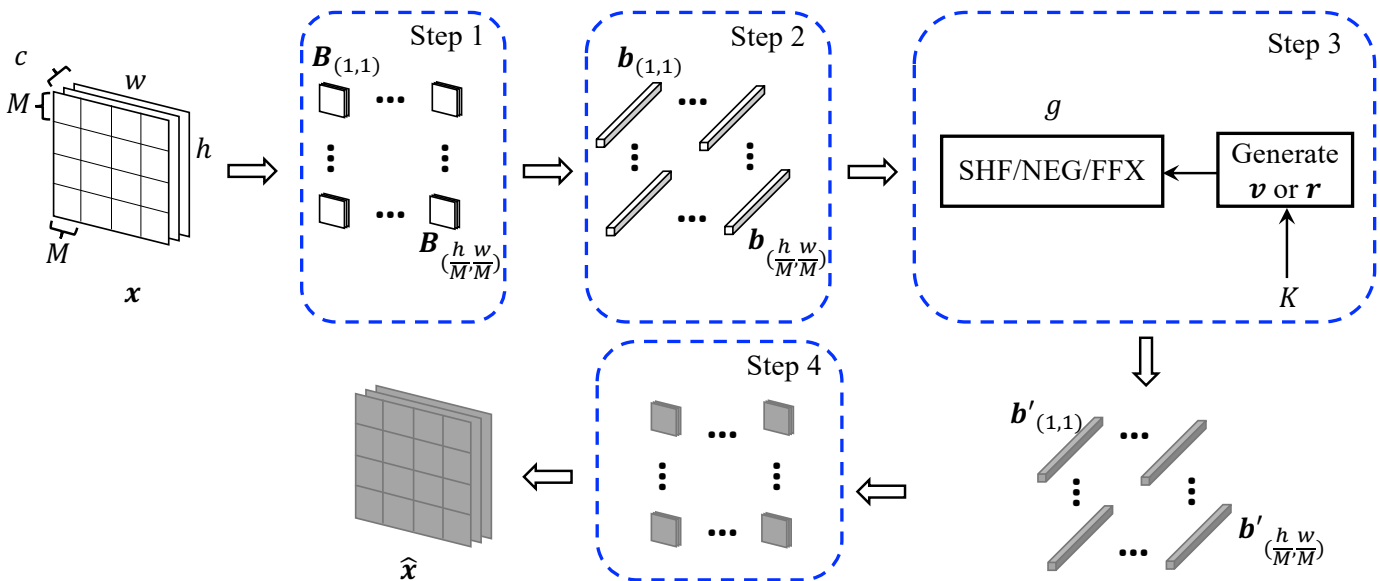 Step 1
Step 2
Step 3
c
w
M
h
M
x
B(1,1)
B(h/M,w/M)
b(1,1)
b(h/M,w/M)
g
SHF/NEG/FFX
Generate
v or r
K
Step 4
b′(1,1)
b′(h/M,w/M)
x̂